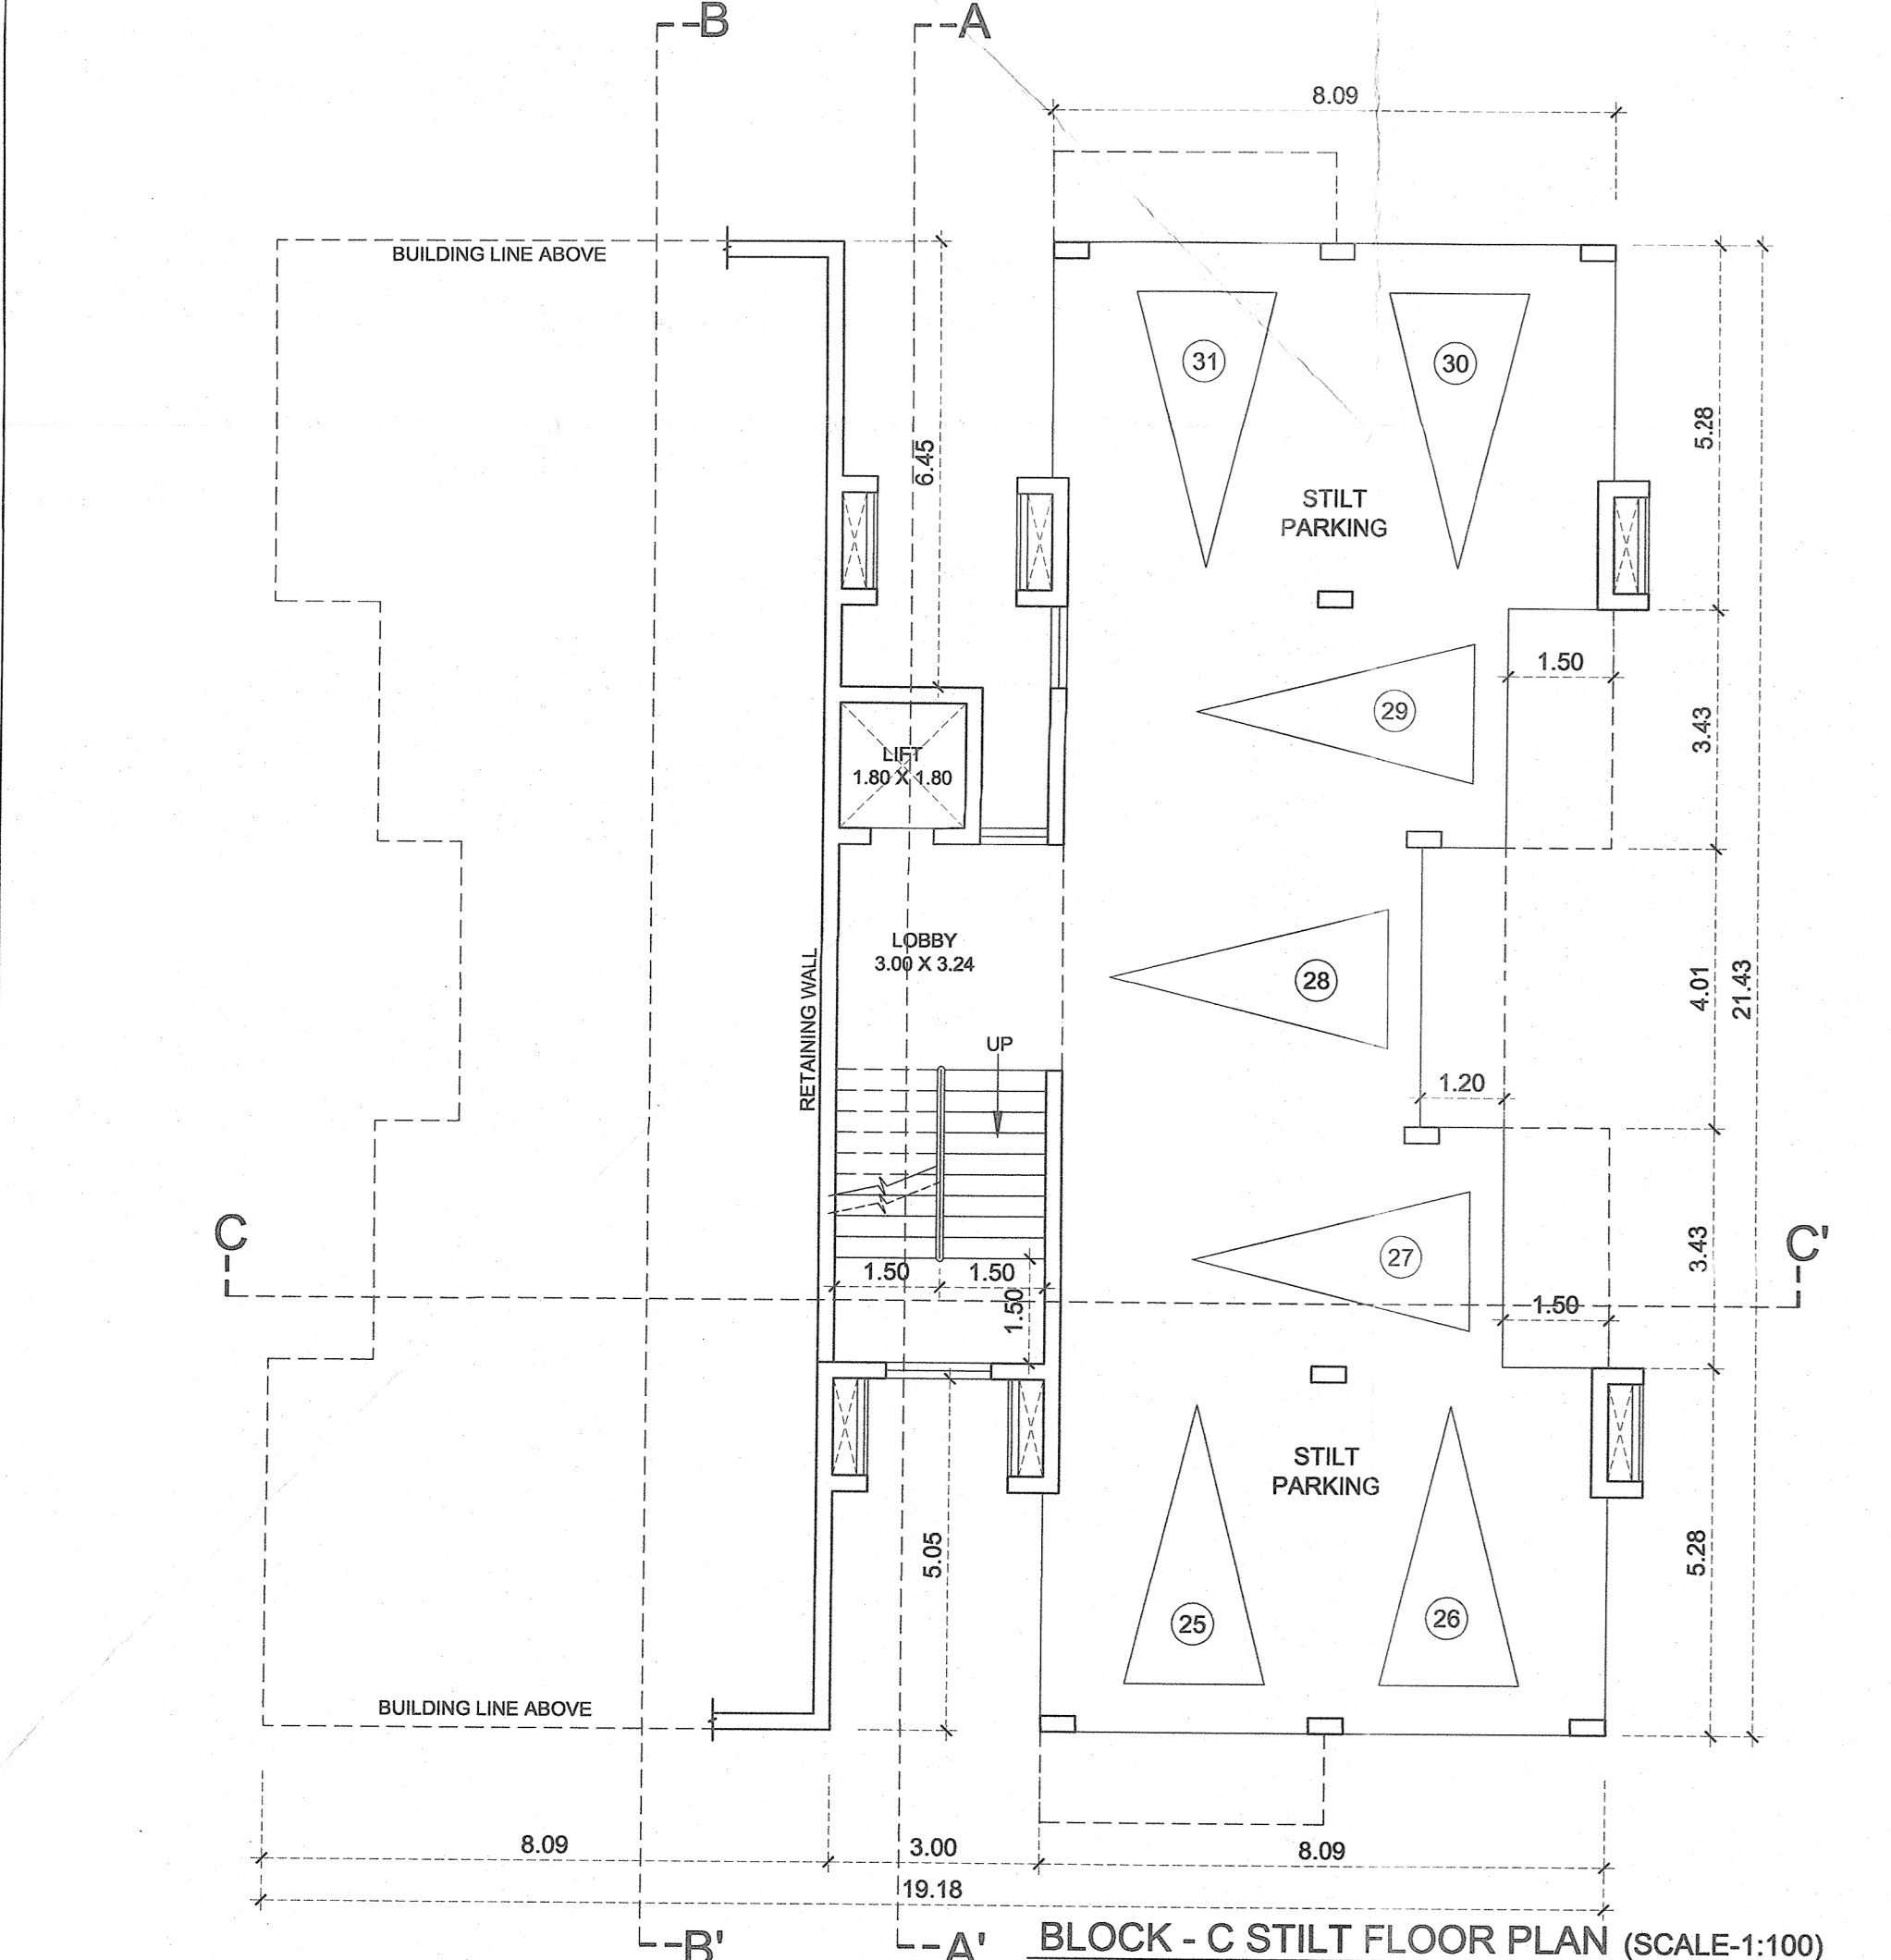 B
A
8.09
BUILDING LINE ABOVE
31
30
5.28
6.45
STILT
PARKING
1.50
29
3.43
LIFT
1.80 X 1.80
LOBBY
3.00 X 3.24
28
4.01
21.43
RETAINING WALL
UP
1.20
C
C'
27
3.43
1.50
1.50
1.50
1.50
STILT
PARKING
5.05
5.28
25
26
BUILDING LINE ABOVE
8.09
3.00
8.09
19.18
B'
A'
BLOCK - C STILT FLOOR PLAN (SCALE-1:100)